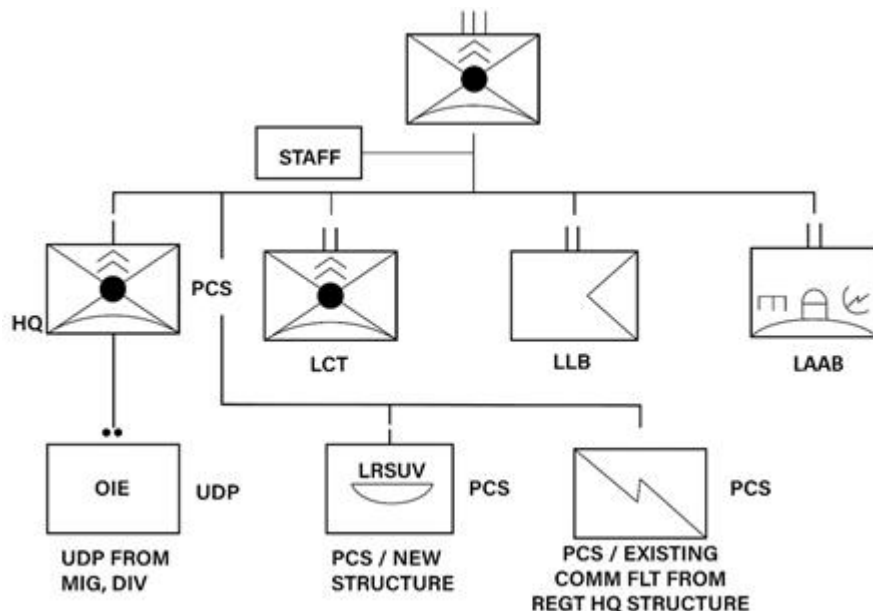 STAFF
HQ
PCS
LCT
LLB
LAAB
OIE
UDP
LRSUV
PCS
PCS
UDP FROM
MIG, DIV
PCS / NEW
STRUCTURE
PCS / EXISTING
COMM FLT FROM
REGT HQ STRUCTURE